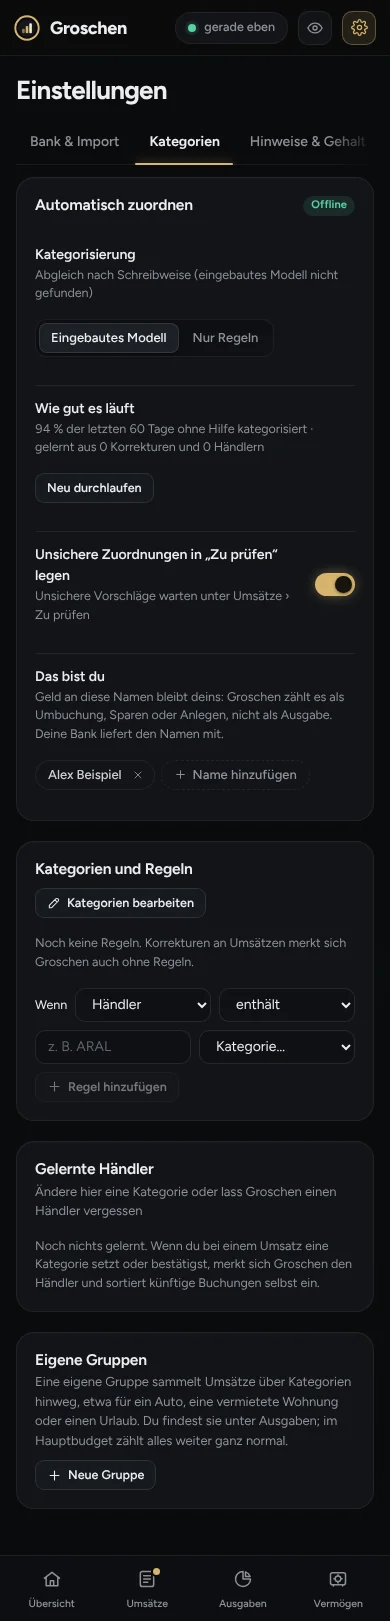 Groschen
gerade eben
Einstellungen
Bank & Import
Kategorien
Hinweise & Gehalt
Automatisch zuordnen
Offline
Kategorisierung
Abgleich nach Schreibweise (eingebautes Modell nicht
gefunden)
Eingebautes Modell
Nur Regeln
Wie gut es läuft
94 % der letzten 60 Tage ohne Hilfe kategorisiert ·
gelernt aus 0 Korrekturen und 0 Händlern
Neu durchlaufen
Unsichere Zuordnungen in „Zu prüfen“
legen
Unsichere Vorschläge warten unter Umsätze ›
Zu prüfen
Das bist du
Geld an diese Namen bleibt deins: Groschen zählt es als
Umbuchung, Sparen oder Anlegen, nicht als Ausgabe.
Deine Bank liefert den Namen mit.
Alex Beispiel ×
+ Name hinzufügen
Kategorien und Regeln
Kategorien bearbeiten
Noch keine Regeln. Korrekturen an Umsätzen merkt sich
Groschen auch ohne Regeln.
Wenn
Händler
enthält
z. B. ARAL
Kategorie…
+ Regel hinzufügen
Gelernte Händler
Ändere hier eine Kategorie oder lass Groschen einen
Händler vergessen
Noch nichts gelernt. Wenn du bei einem Umsatz eine
Kategorie setzt oder bestätigst, merkt sich Groschen den
Händler und sortiert künftige Buchungen selbst ein.
Eigene Gruppen
Eine eigene Gruppe sammelt Umsätze über Kategorien
hinweg, etwa für ein Auto, eine vermietete Wohnung
oder einen Urlaub. Du findest sie unter Ausgaben; im
Hauptbudget zählt alles weiter ganz normal.
+ Neue Gruppe
Übersicht
Umsätze
Ausgaben
Vermögen